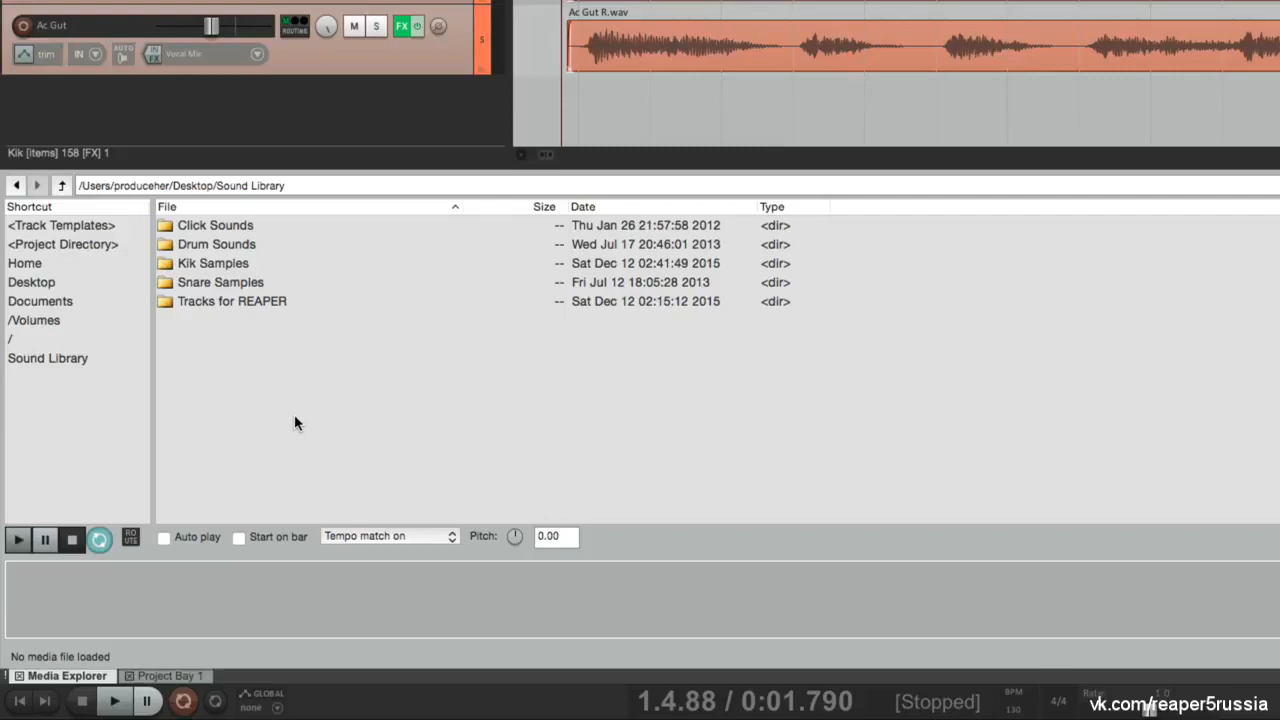 Ac Gut
ROUTING
M
S
FX
Ac Gut R.wav
S
trim
IN
AUTO
IN FX
Vocal Mic
Kik [items] 158 [FX] 1
/Users/produceher/Desktop/Sound Library
Shortcut
File
Size
Date
Type
<Track Templates>
Click Sounds
--
Thu Jan 26 21:57:58 2012
<dir>
<Project Directory>
Drum Sounds
--
Wed Jul 17 20:46:01 2013
<dir>
Home
Kik Samples
--
Sat Dec 12 02:41:49 2015
<dir>
Desktop
Snare Samples
--
Fri Jul 12 18:05:28 2013
<dir>
Documents
Tracks for REAPER
--
Sat Dec 12 02:15:12 2015
<dir>
/Volumes
/
Sound Library
RO
UTE
Auto play
Start on bar
Tempo match on
Pitch:
0.00
No media file loaded
Media Explorer
Project Bay 1
GLOBAL
none
1.4.88 / 0:01.790
[Stopped]
BPM
130
4/4
Rate:
1.0
vk.com/reaper5russia